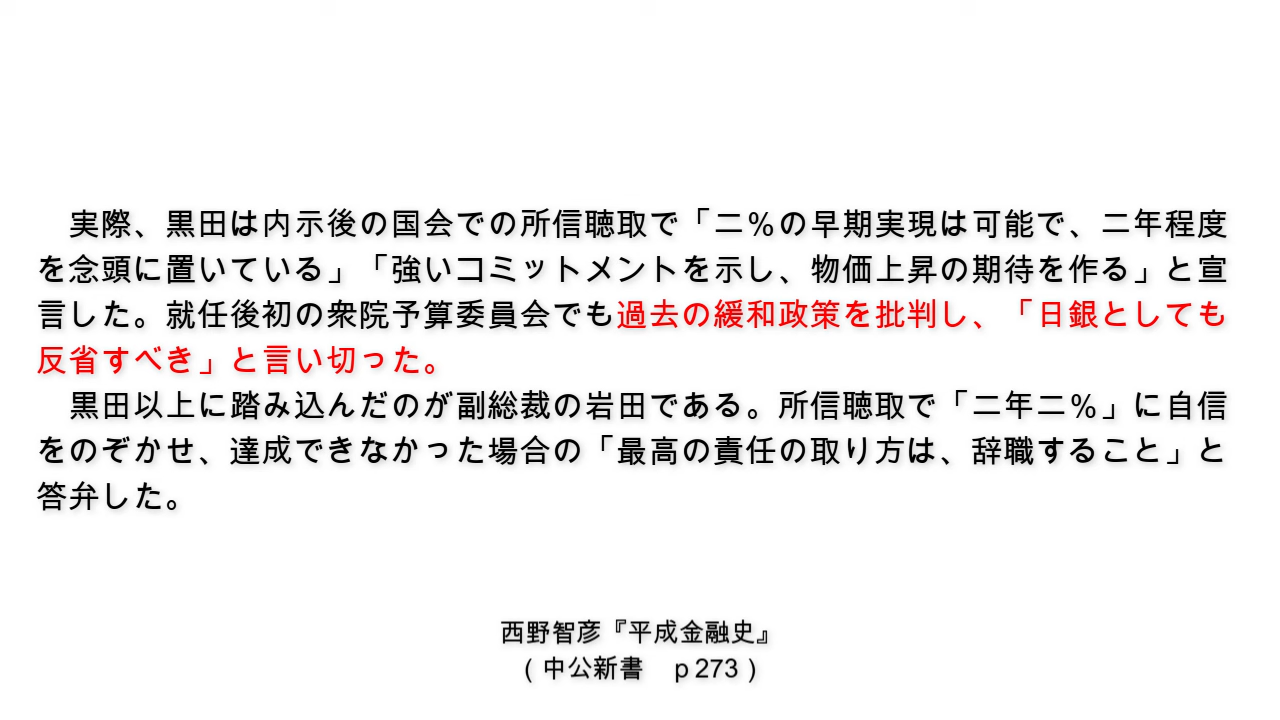 実際、黒田は内示後の国会での所信聴取で「二％の早期実現は可能で、二年程度
を念頭に置いている」「強いコミットメントを示し、物価上昇の期待を作る」と宣
言した。就任後初の衆院予算委員会でも過去の緩和政策を批判し、「日銀としても
反省すべき」と言い切った。
　黒田以上に踏み込んだのが副総裁の岩田である。所信聴取で「二年二％」に自信
をのぞかせ、達成できなかった場合の「最高の責任の取り方は、辞職すること」と
答弁した。
西野智彦『平成金融史』
（中公新書　ｐ273）